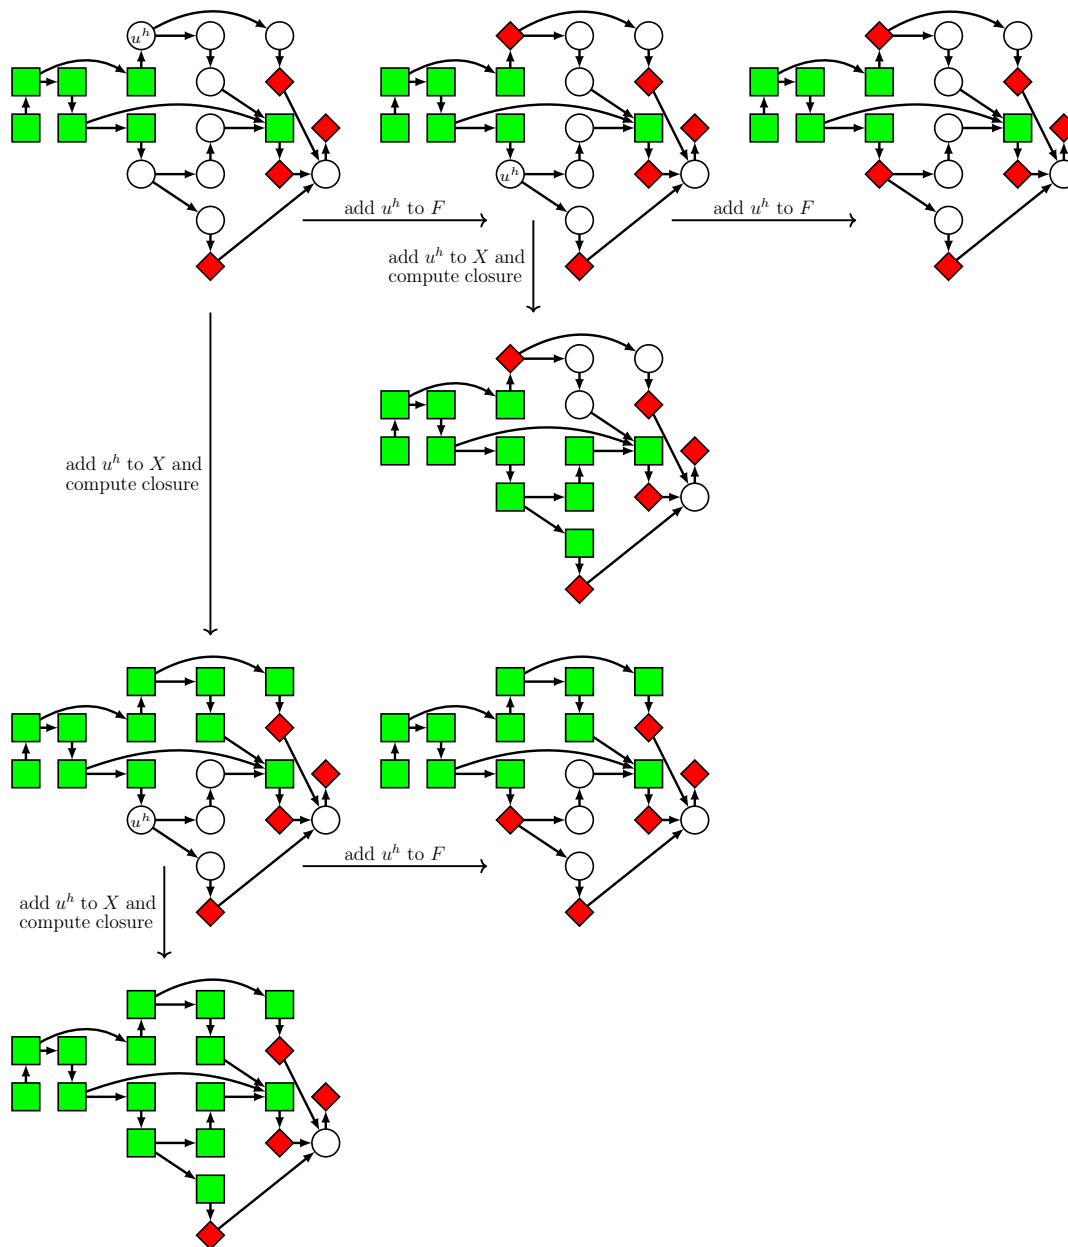 u^h
u^h
add u^h to F
add u^h to F
add u^h to X and
compute closure
add u^h to X and
compute closure
u^h
add u^h to F
add u^h to X and
compute closure